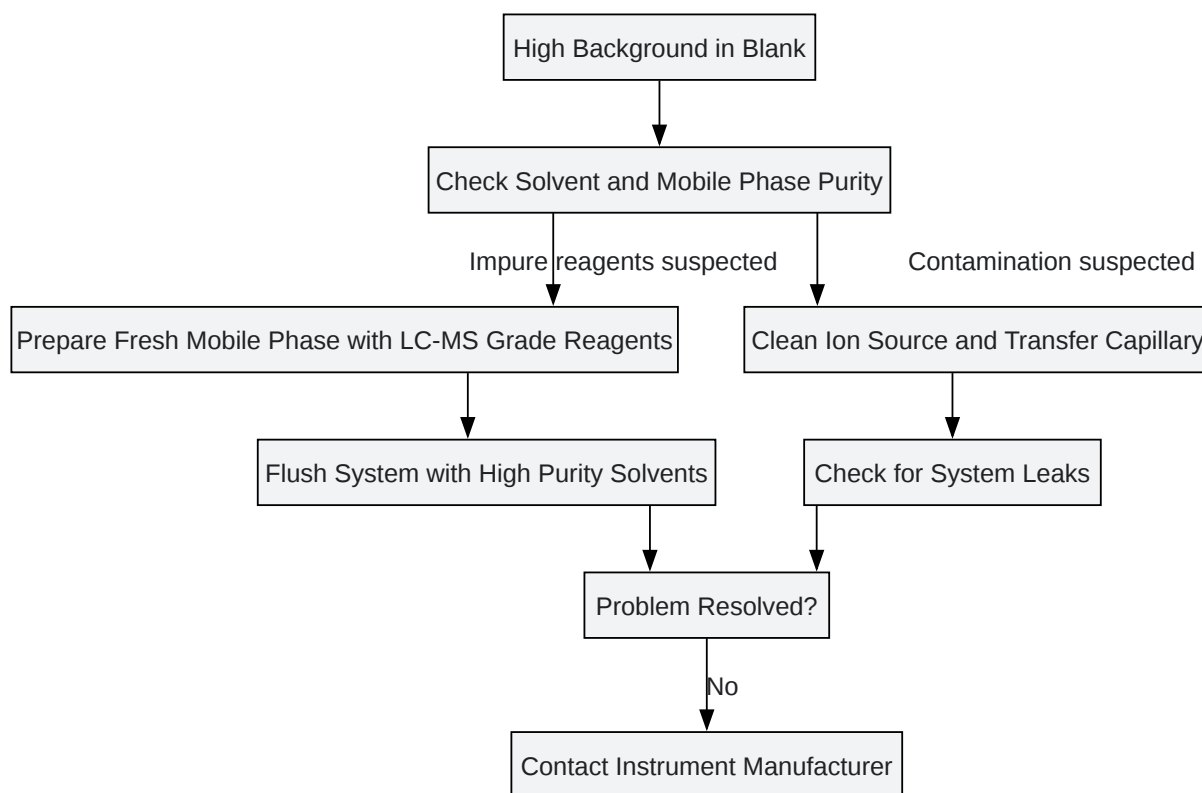 High Background in Blank
Check Solvent and Mobile Phase Purity
Impure reagents suspected
Contamination suspected
Prepare Fresh Mobile Phase with LC-MS Grade Reagents
Clean Ion Source and Transfer Capillary
Flush System with High Purity Solvents
Check for System Leaks
Problem Resolved?
No
Contact Instrument Manufacturer